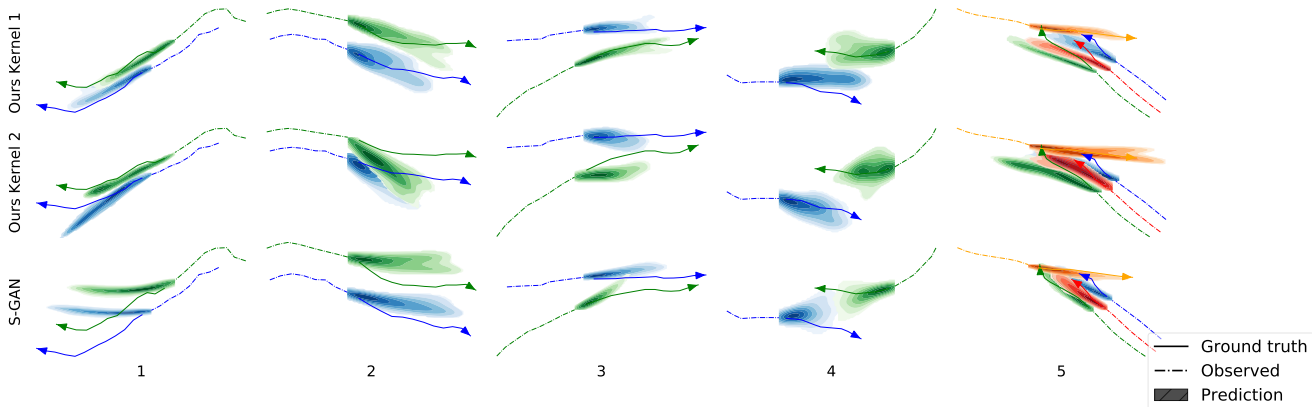 Ours Kernel 1
Ours Kernel 2
S-GAN
1 2 3 4 5
Ground truth
Observed
Prediction